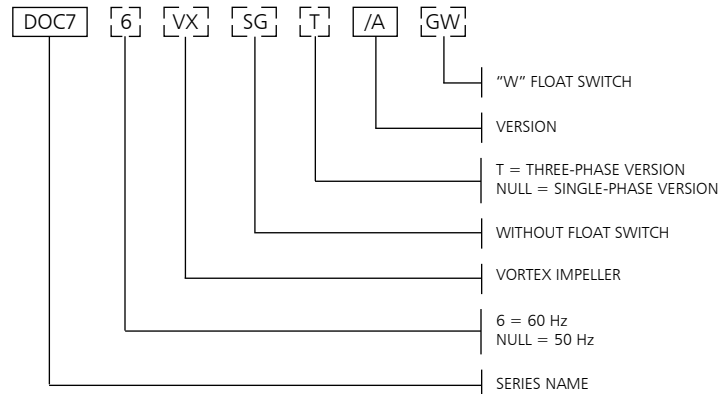 DOC7 6 VX SG T /A GW
“W” FLOAT SWITCH
VERSION
T = THREE-PHASE VERSION
NULL = SINGLE-PHASE VERSION
WITHOUT FLOAT SWITCH
VORTEX IMPELLER
6 = 60 Hz
NULL = 50 Hz
SERIES NAME